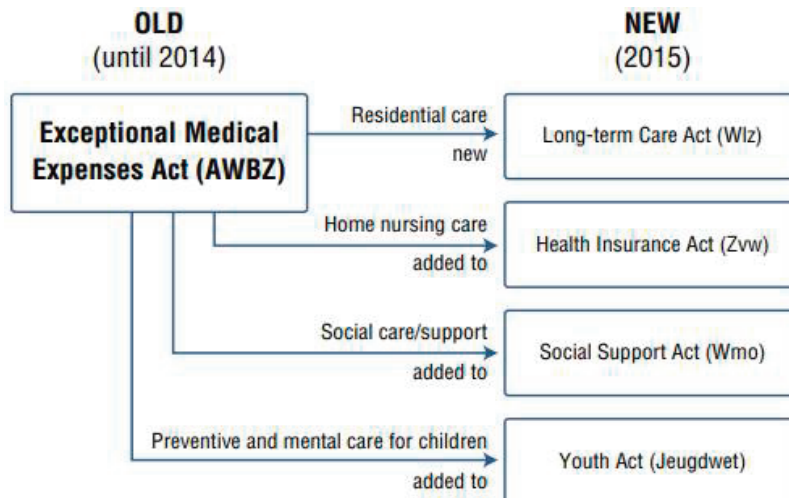 OLD
(until 2014)
NEW
(2015)
Exceptional Medical
Expenses Act (AWBZ)
Residential care
new
Long-term Care Act (Wlz)
Home nursing care
added to
Health Insurance Act (Zvw)
Social care/support
added to
Social Support Act (Wmo)
Preventive and mental care for children
added to
Youth Act (Jeugdwet)